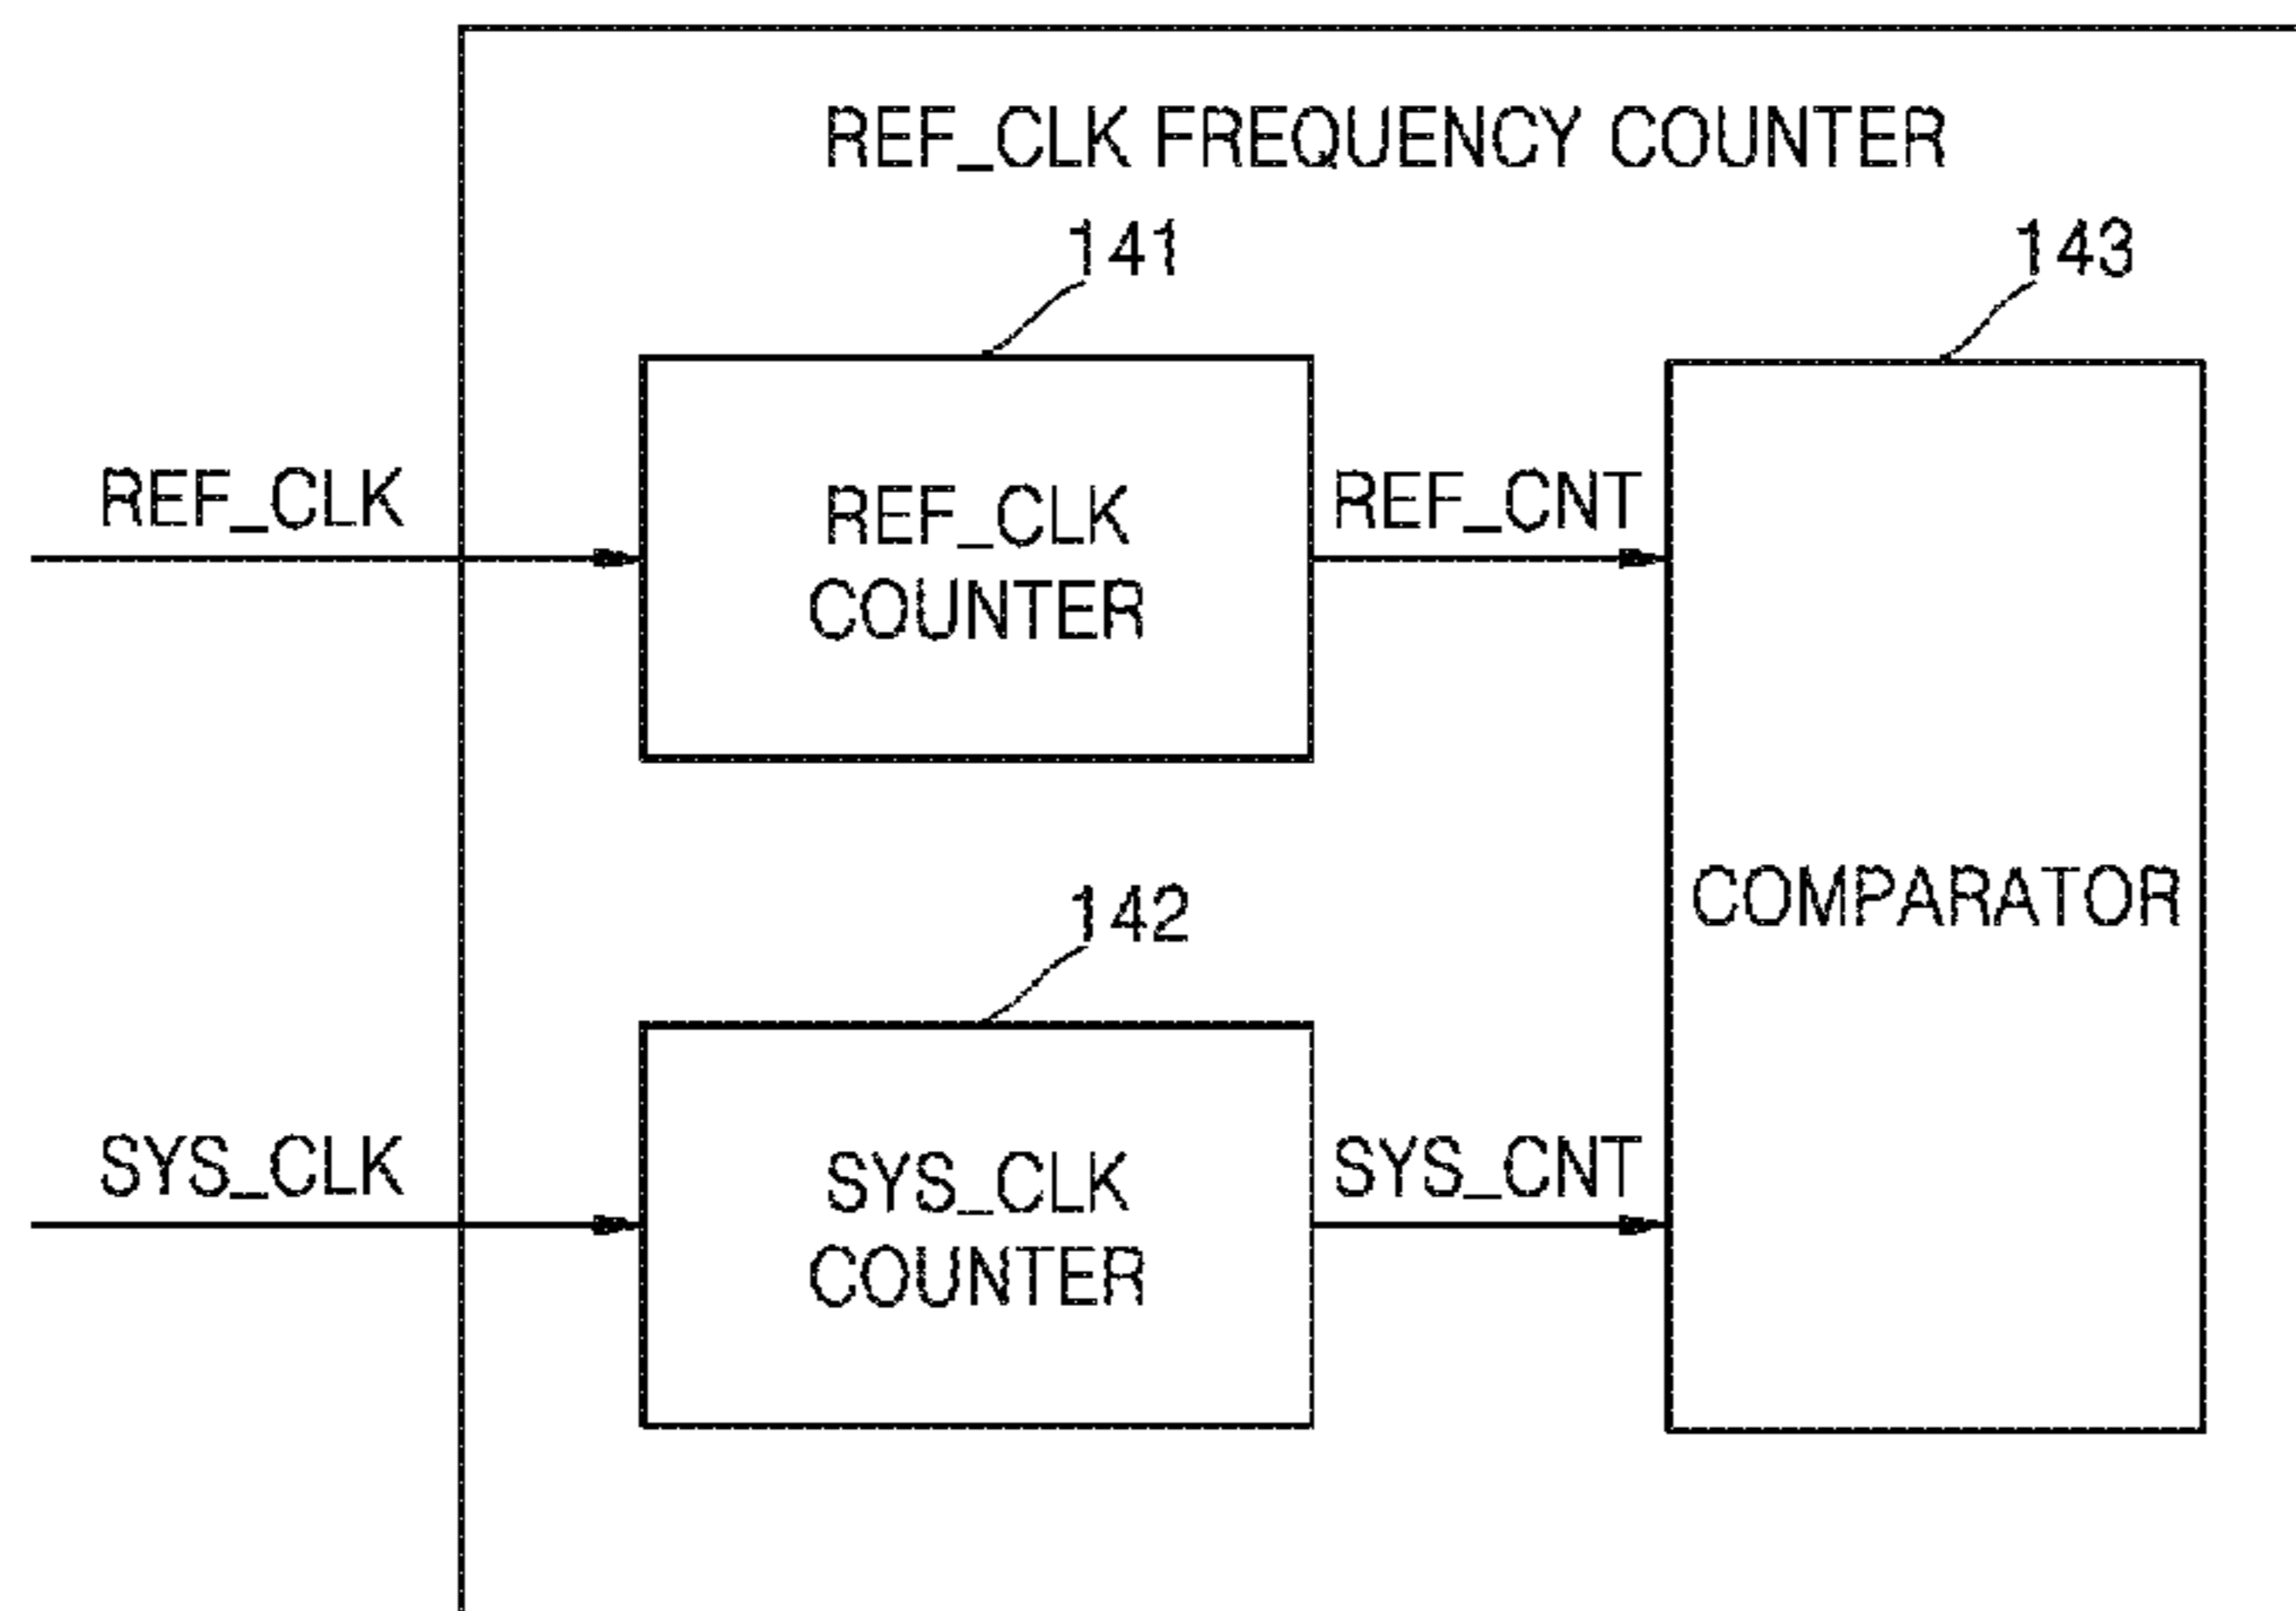 REF_CLK FREQUENCY COUNTER
141
143
REF_CLK
REF_CLK
COUNTER
REF_CNT
COMPARATOR
142
SYS_CLK
SYS_CLK
COUNTER
SYS_CNT